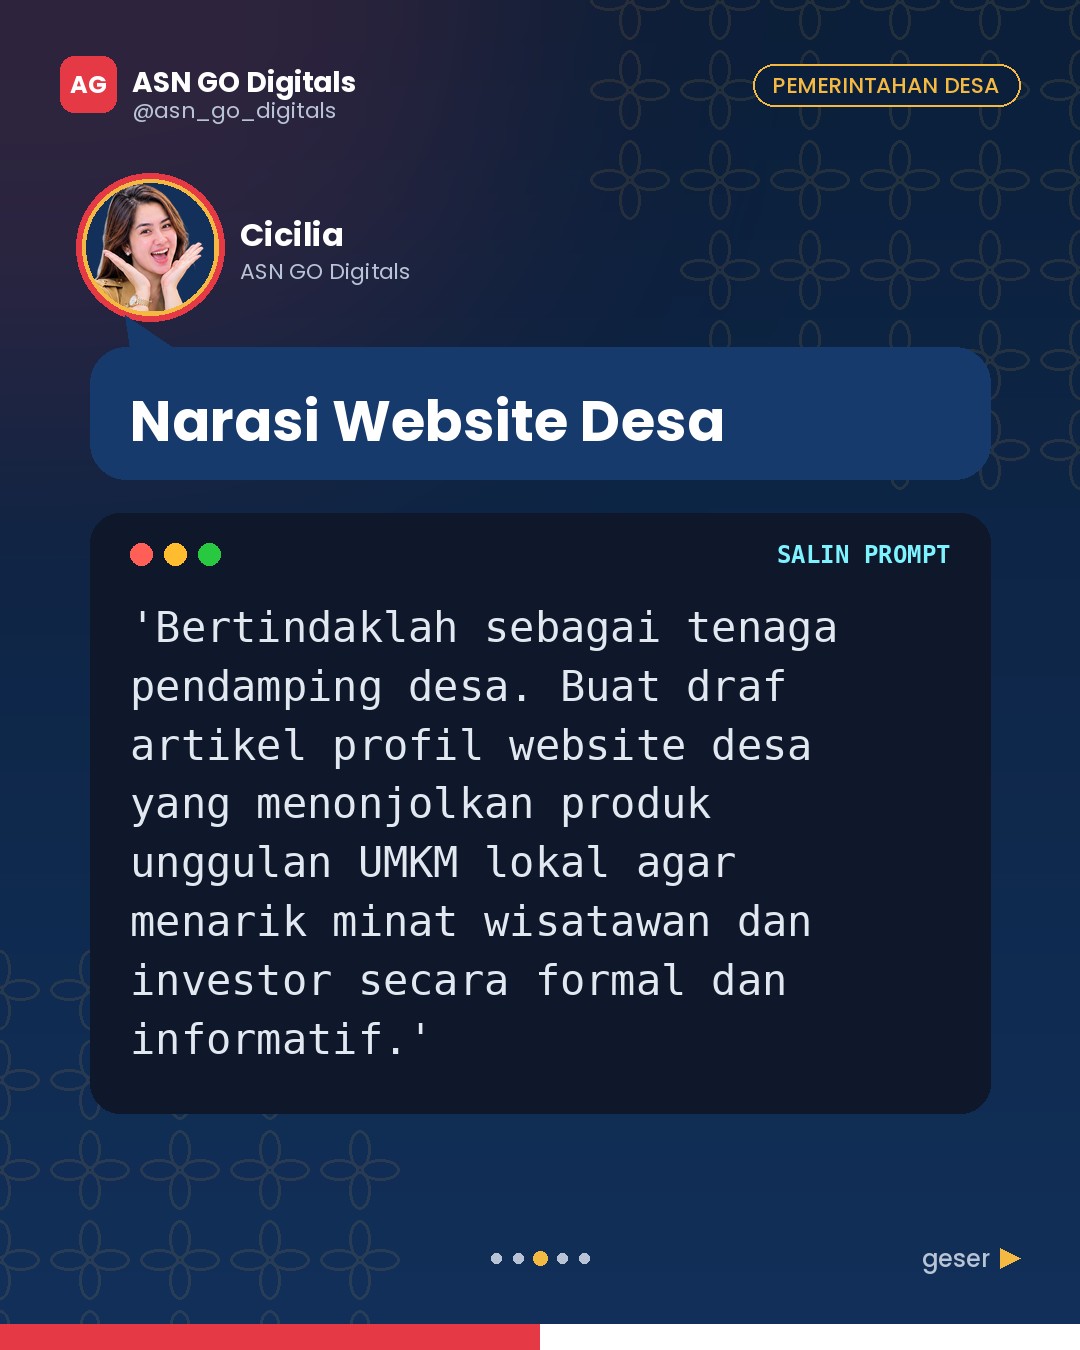 AG
ASN GO Digitals
@asn_go_digitals
PEMERINTAHAN DESA
Cicilia
ASN GO Digitals
Narasi Website Desa
SALIN PROMPT
'Bertindaklah sebagai tenaga
pendamping desa. Buat draf
artikel profil website desa
yang menonjolkan produk
unggulan UMKM lokal agar
menarik minat wisatawan dan
investor secara formal dan
informatif.'
geser